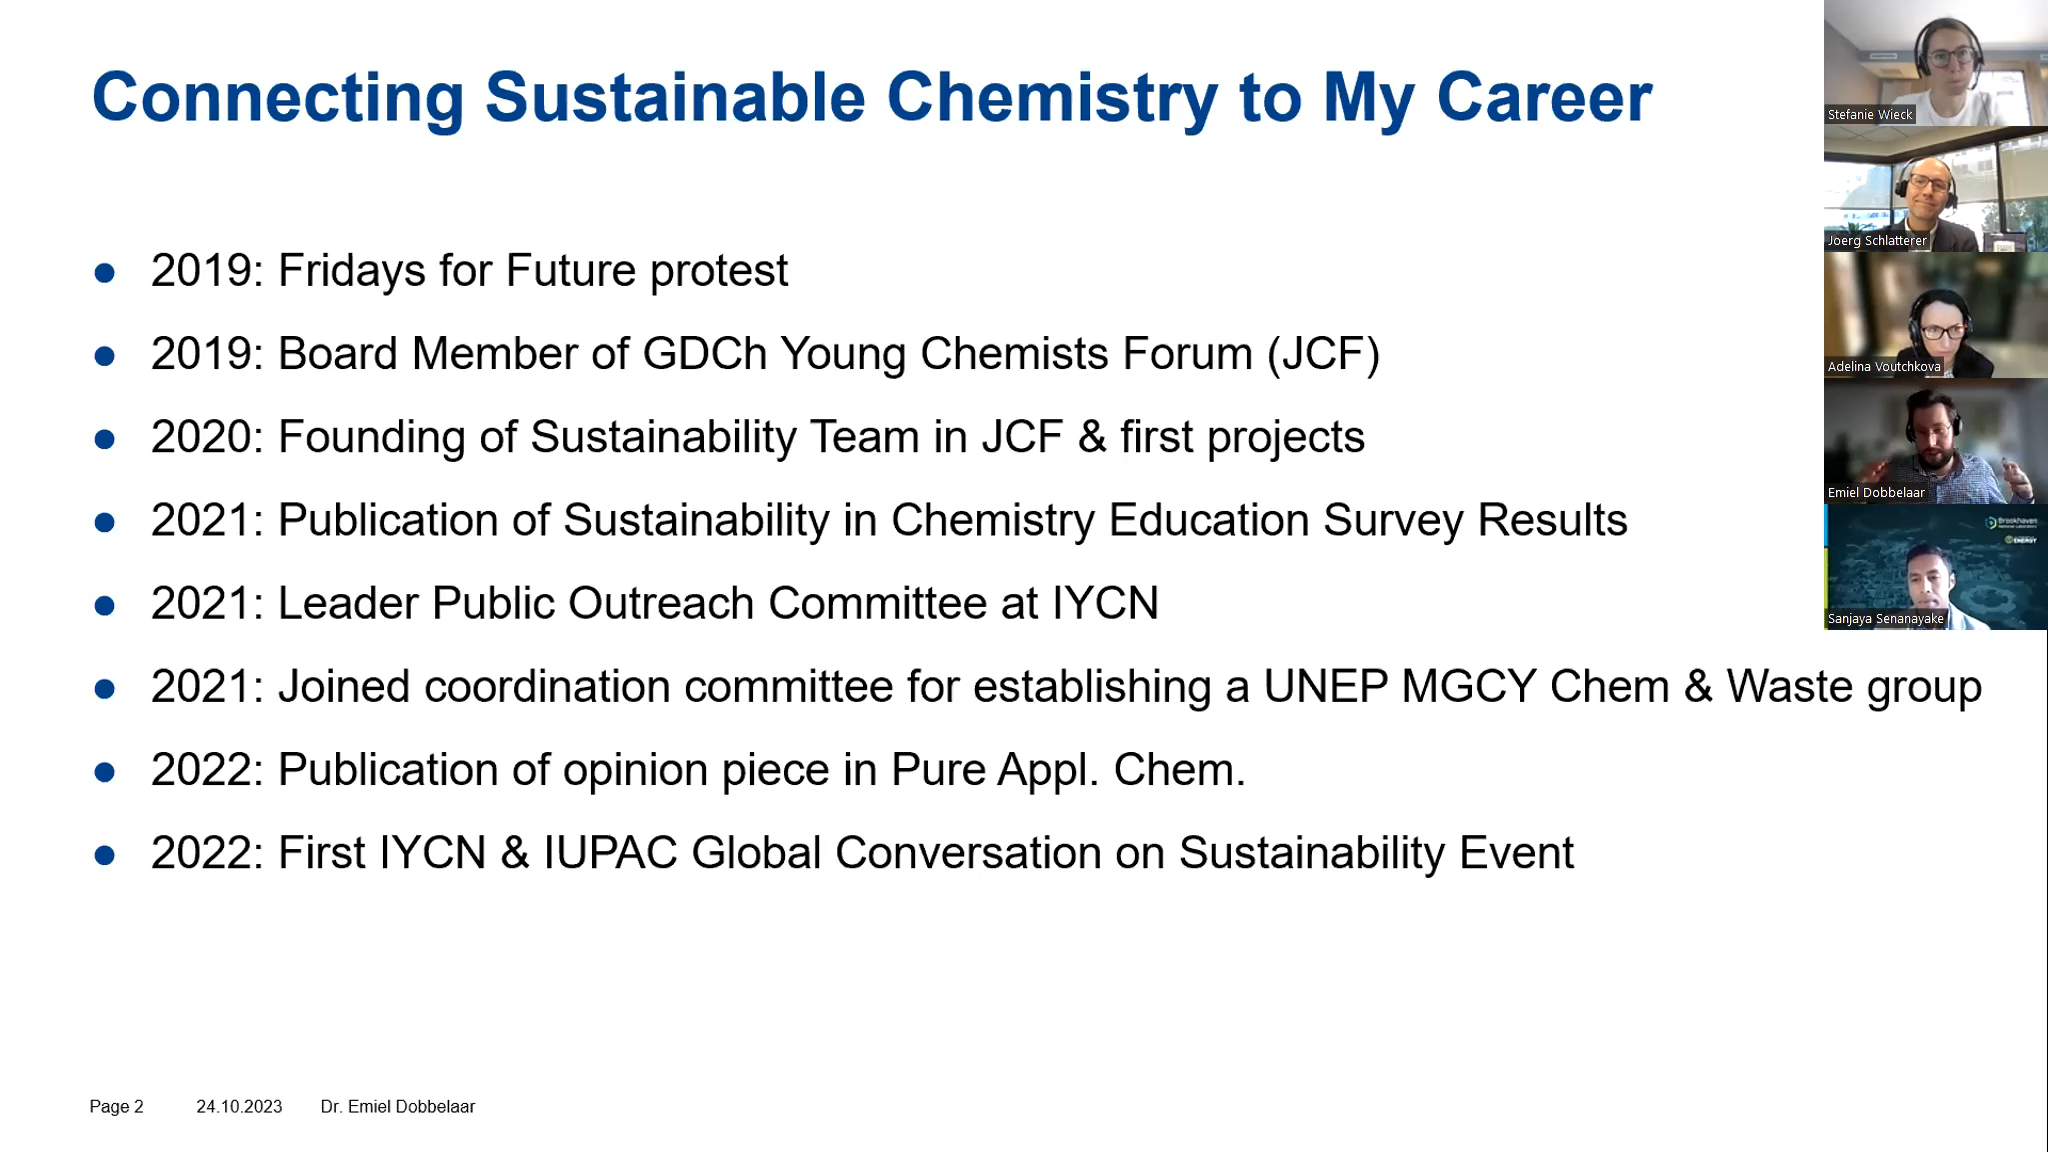 Connecting Sustainable Chemistry to My Career
2019: Fridays for Future protest
2019: Board Member of GDCh Young Chemists Forum (JCF)
2020: Founding of Sustainability Team in JCF & first projects
2021: Publication of Sustainability in Chemistry Education Survey Results
2021: Leader Public Outreach Committee at IYCN
2021: Joined coordination committee for establishing a UNEP MGCY Chem & Waste group
2022: Publication of opinion piece in Pure Appl. Chem.
2022: First IYCN & IUPAC Global Conversation on Sustainability Event
Page 2 24.10.2023 Dr. Emiel Dobbelaar
Stefanie Wieck
Joerg Schlatterer
Adelina Voutchkova
Emiel Dobbelaar
Brookhaven
National Laboratory
ENERGY
Sanjaya Senanayake